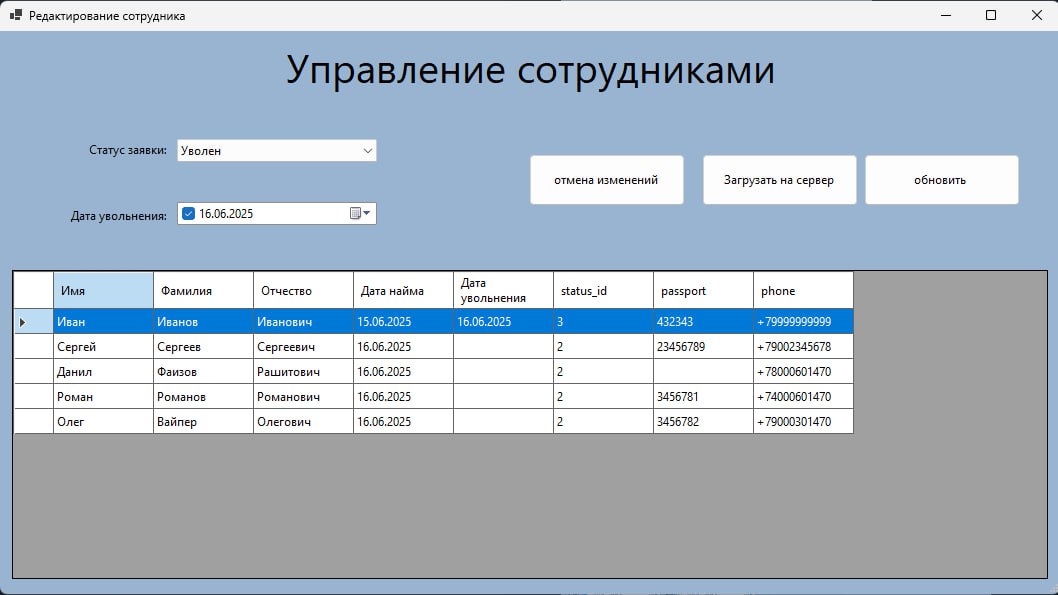 Редактирование сотрудника
Управление сотрудниками
Статус заявки: Уволен
отмена изменений Загрузать на сервер обновить
Дата увольнения: 16.06.2025
Имя Фамилия Отчество Дата найма Дата увольнения status_id passport phone
Иван Иванов Иванович 15.06.2025 16.06.2025 3 432343 +79999999999
Сергей Сергеев Сергеевич 16.06.2025 2 23456789 +79002345678
Данил Фаизов Рашитович 16.06.2025 2 +78000601470
Роман Романов Романович 16.06.2025 2 3456781 +74000601470
Олег Вайпер Олегович 16.06.2025 2 3456782 +79000301470